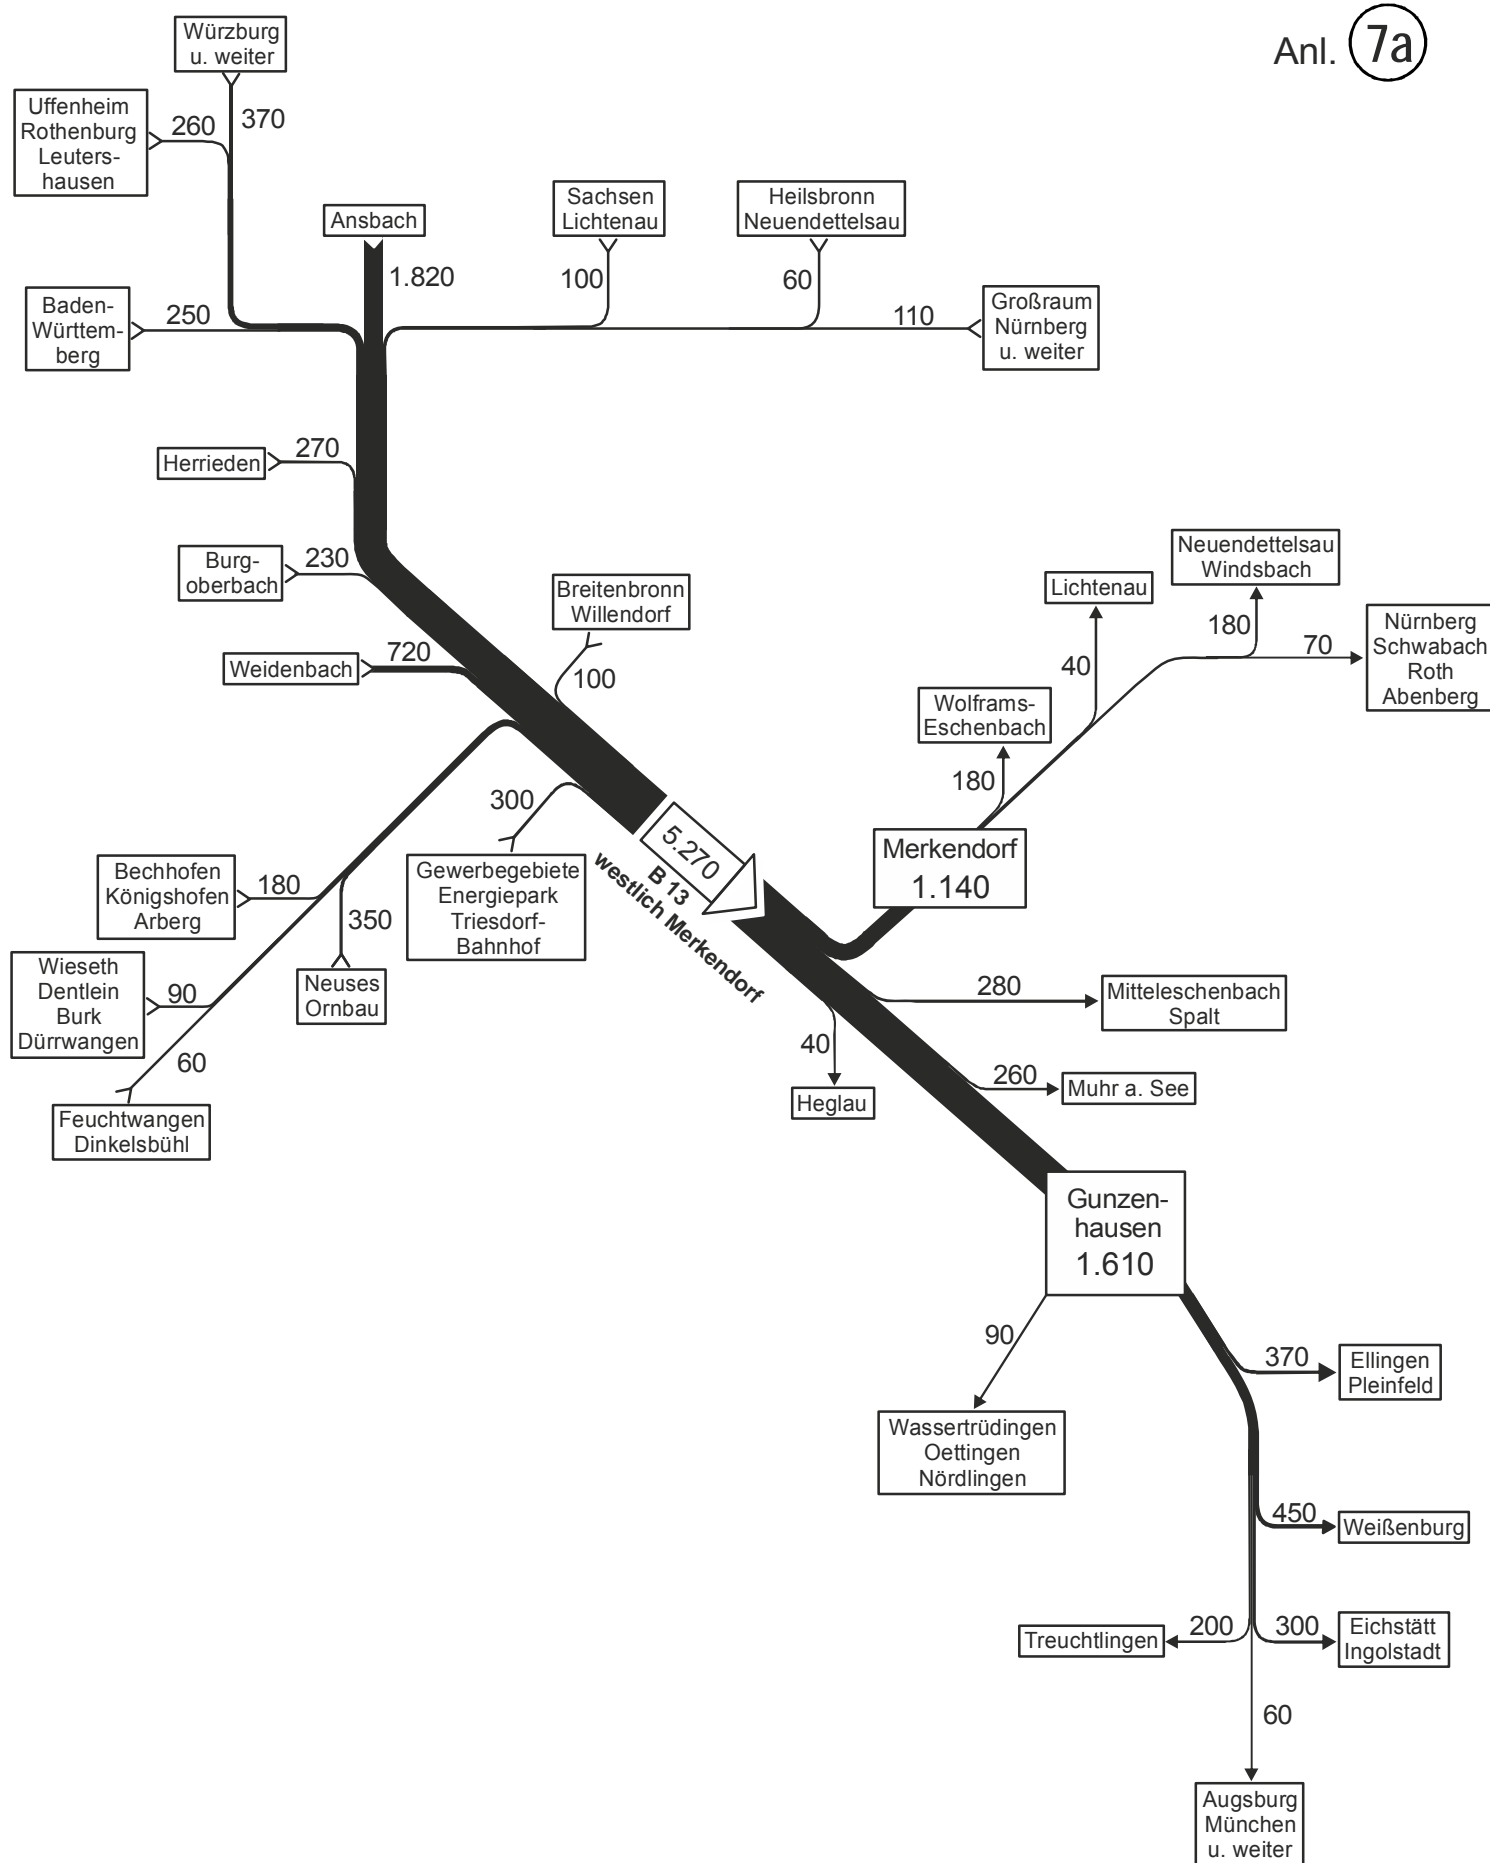 Anl. 7a
Würzburg
u. weiter
370
Uffenheim
Rothenburg
Leuters-
hausen
260
Ansbach
1.820
Sachsen
Lichtenau
100
Heilsbronn
Neuendettelsau
60
Großraum
Nürnberg
u. weiter
110
Baden-
Württem-
berg
250
Herrieden
270
Burg-
oberbach
230
Breitenbronn
Willendorf
100
Weidenbach
720
Neuendettelsau
Windsbach
180
Lichtenau
40
Nürnberg
Schwabach
Roth
Abenberg
70
Wolframs-
Eschenbach
180
Merkendorf
1.140
300
Gewerbegebiete
Energiepark
Triesdorf-
Bahnhof
5.270
B 13
westlich Merkendorf
Bechhofen
Königshofen
Arberg
180
350
Neuses
Ornbau
Wieseth
Dentlein
Burk
Dürrwangen
90
60
Feuchtwangen
Dinkelsbühl
280
Mitteleschenbach
Spalt
40
Heglau
260
Muhr a. See
Gunzen-
hausen
1.610
90
Wassertrüdingen
Oettingen
Nördlingen
370
Ellingen
Pleinfeld
450
Weißenburg
Treuchtlingen
200
300
Eichstätt
Ingolstadt
60
Augsburg
München
u. weiter